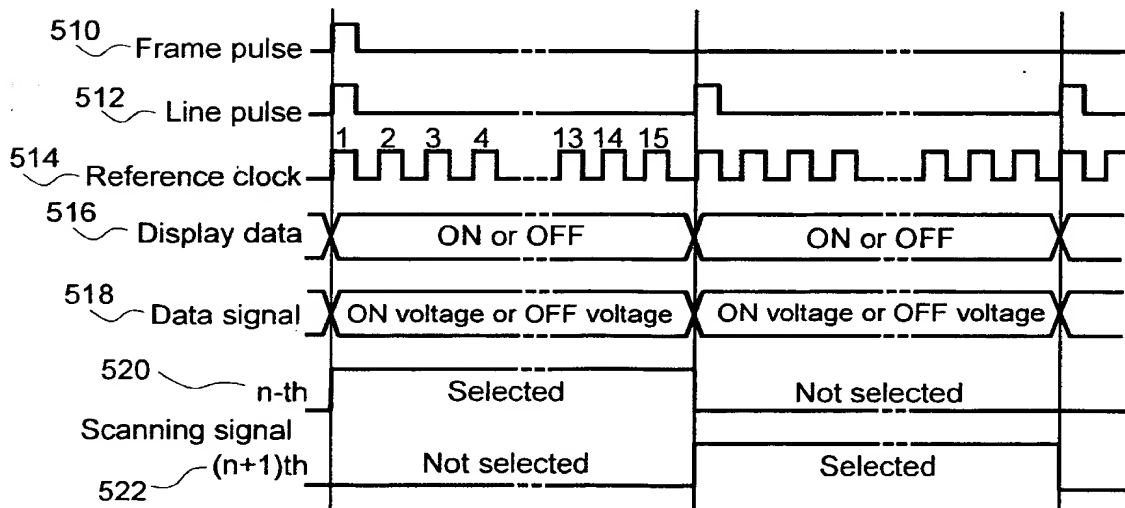 510 Frame pulse
512 Line pulse
1 2 3 4 13 14 15
514 Reference clock
516 Display data ON or OFF ON or OFF
518 Data signal ON voltage or OFF voltage ON voltage or OFF voltage
520 n-th Selected Not selected
Scanning signal
(n+1)th Not selected Selected
522